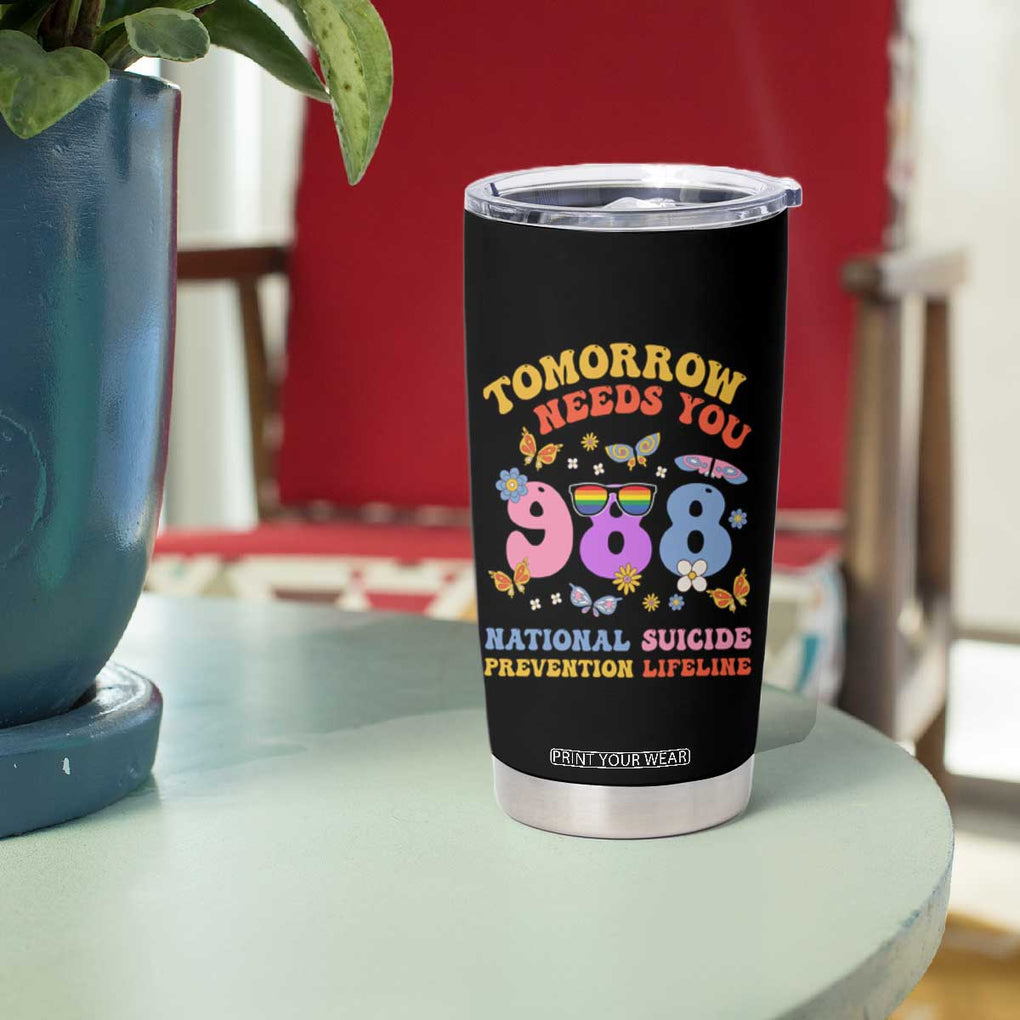 TOMORROW
NEEDS YOU
988
NATIONAL SUICIDE
PREVENTION LIFELINE
PRINT YOUR WEAR